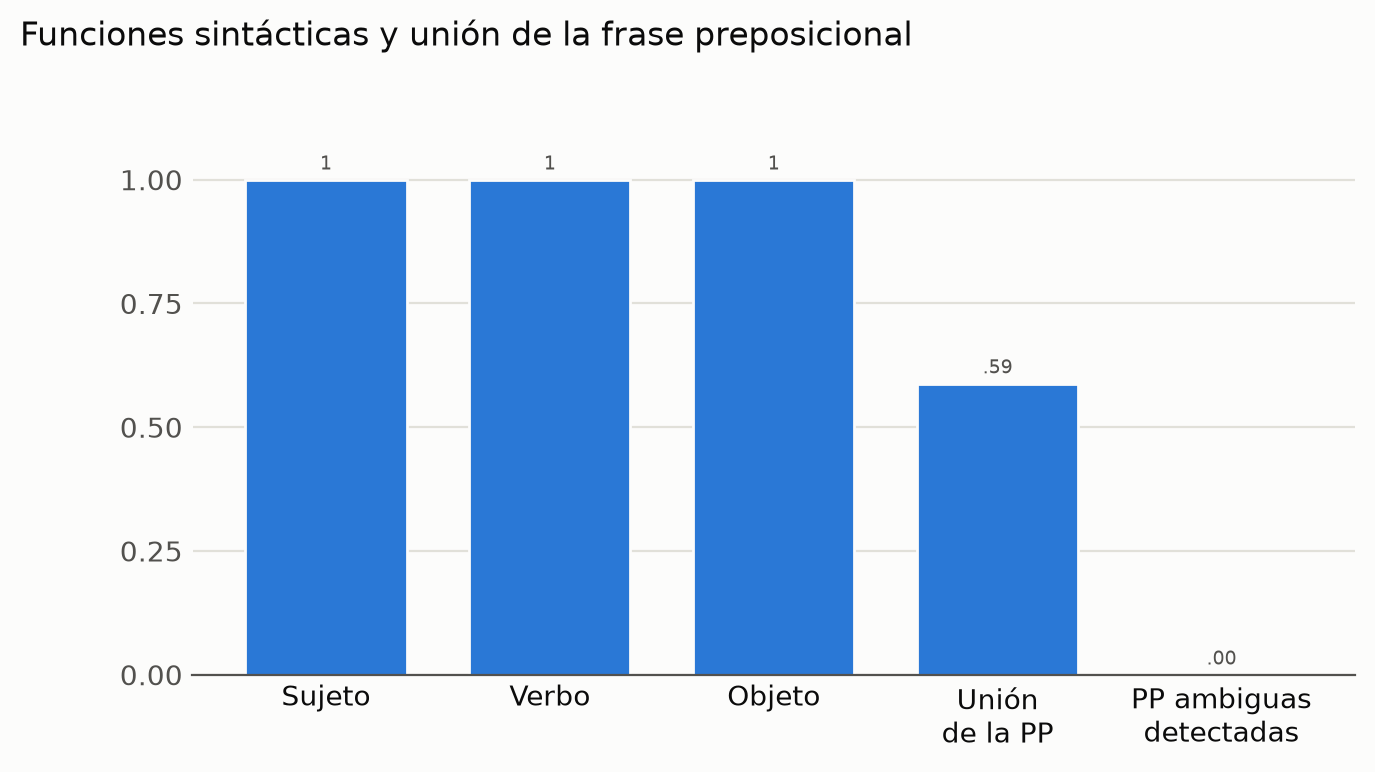 Funciones sintácticas y unión de la frase preposicional
1 1 1
1.00
0.75
.59
0.50
0.25
.00
0.00
Sujeto Verbo Objeto Unión de la PP PP ambiguas detectadas